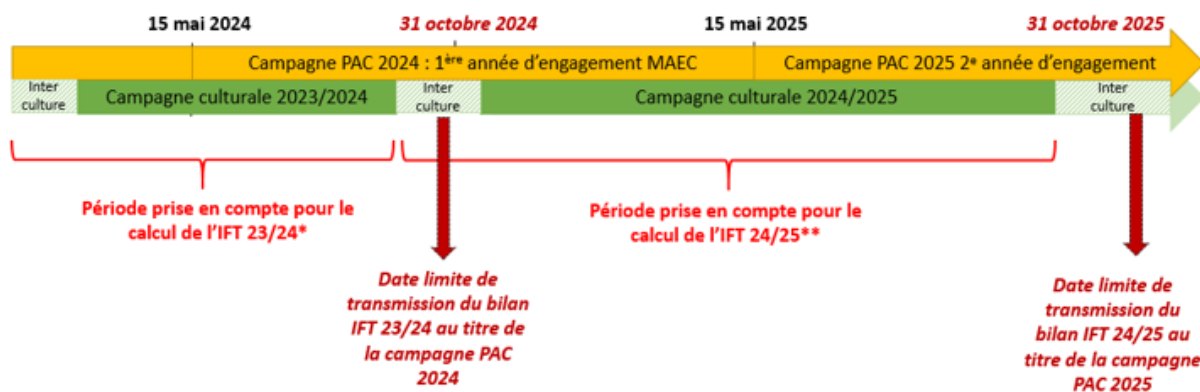 15 mai 2024
31 octobre 2024
15 mai 2025
31 octobre 2025
Campagne PAC 2024 : 1ère année d'engagement MAEC
Campagne PAC 2025 2e année d'engagement
Inter
culture
Campagne culturale 2023/2024
Inter
culture
Campagne culturale 2024/2025
Inter
culture
Période prise en compte pour le
calcul de l'IFT 23/24*
Période prise en compte pour le
calcul de l'IFT 24/25**
Date limite de
transmission du bilan
IFT 23/24 au titre de
la campagne PAC
2024
Date limite de
transmission du
bilan IFT 24/25 au
titre de la campagne
PAC 2025